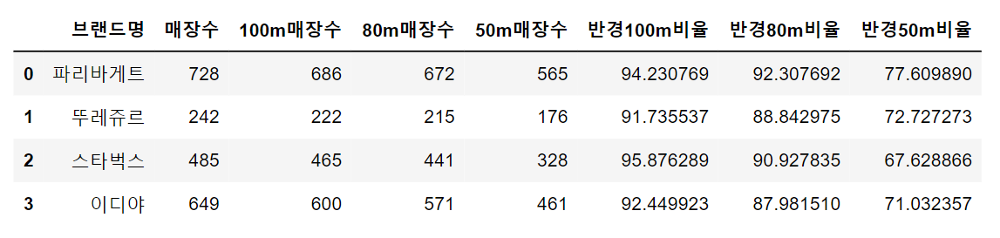 브랜드명 매장수 100m매장수 80m매장수 50m매장수 반경100m비율 반경80m비율 반경50m비율
0 파리바게트 728 686 672 565 94.230769 92.307692 77.609890
1 뚜레쥬르 242 222 215 176 91.735537 88.842975 72.727273
2 스타벅스 485 465 441 328 95.876289 90.927835 67.628866
3 이디야 649 600 571 461 92.449923 87.981510 71.032357